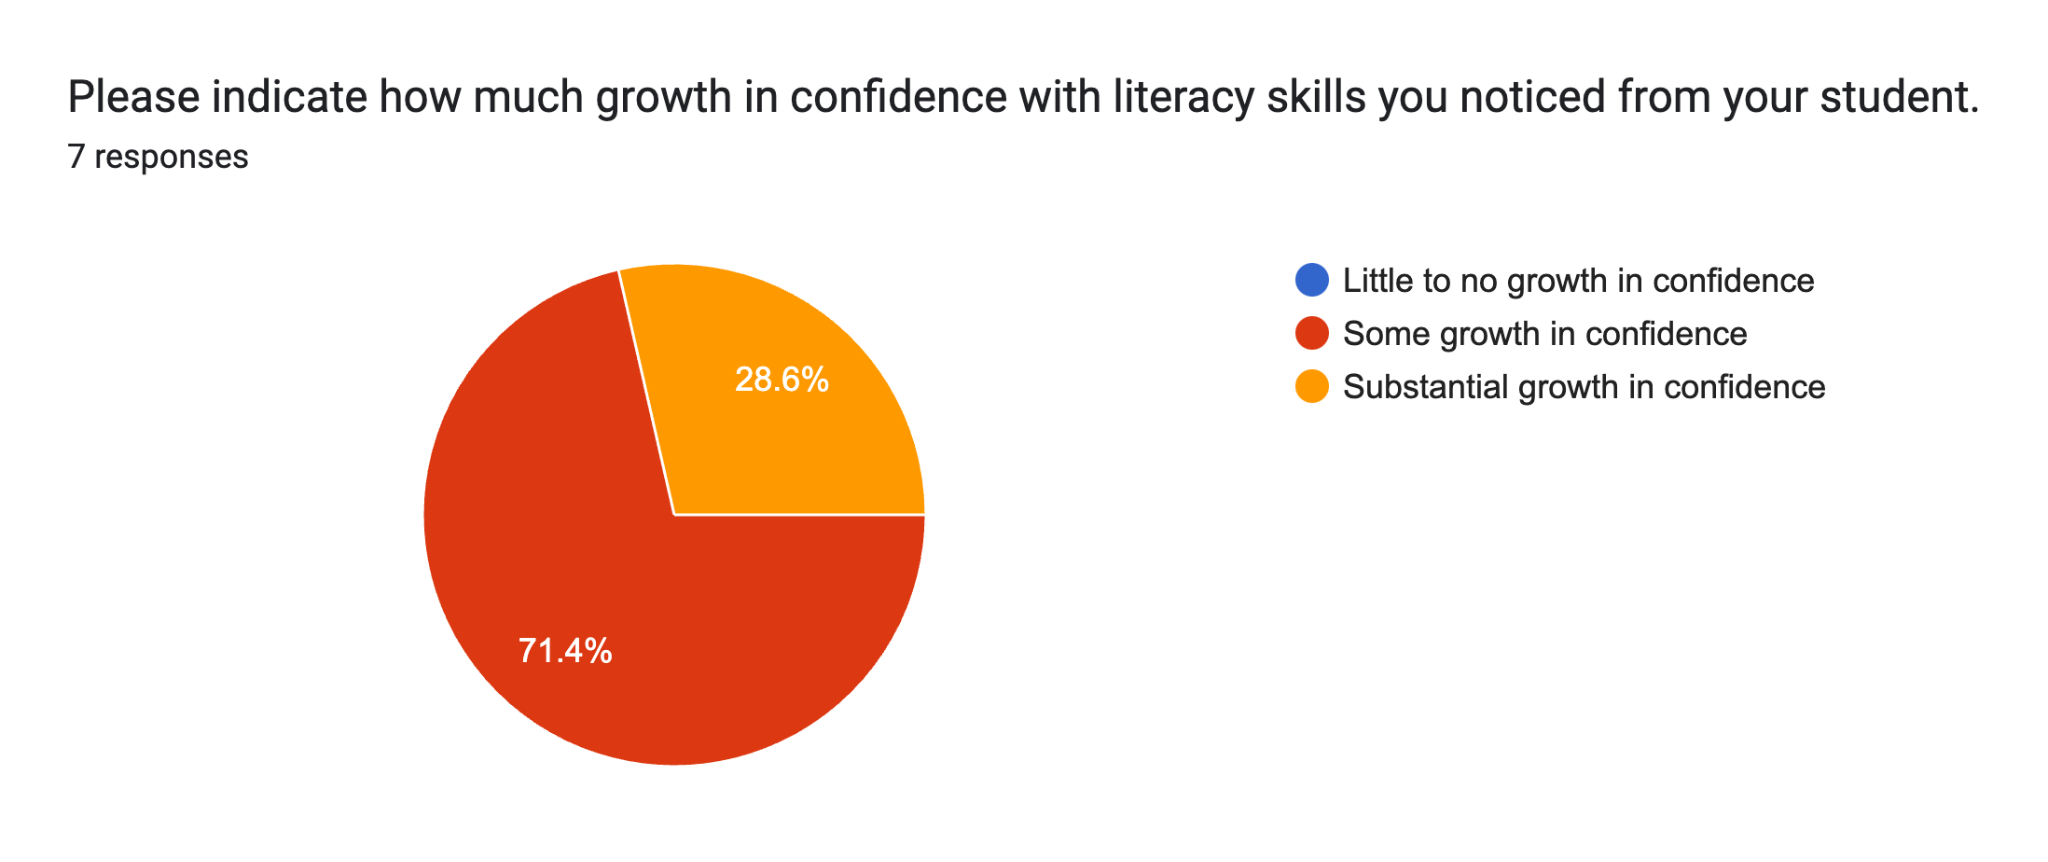 Please indicate how much growth in confidence with literacy skills you noticed from your student.
7 responses
Little to no growth in confidence
Some growth in confidence
Substantial growth in confidence
28.6%
71.4%